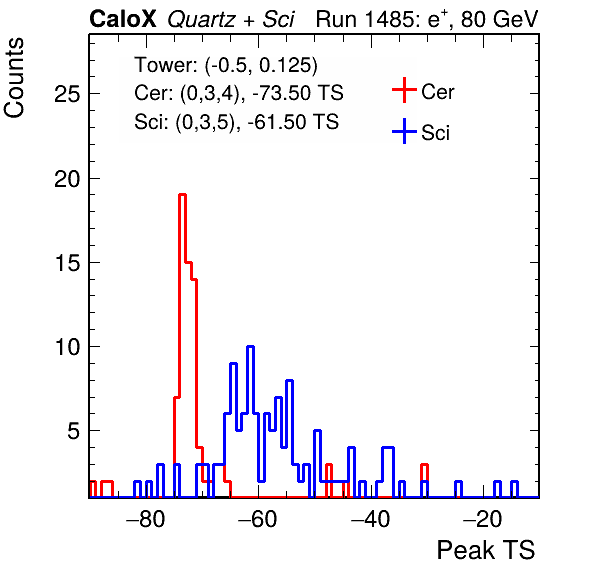 CaloX Quartz + Sci Run 1485: e⁺, 80 GeV
Tower: (-0.5, 0.125)
Cer: (0,3,4), -73.50 TS
Sci: (0,3,5), -61.50 TS
Cer
Sci
Counts
25
20
15
10
5
−80 −60 −40 −20
Peak TS